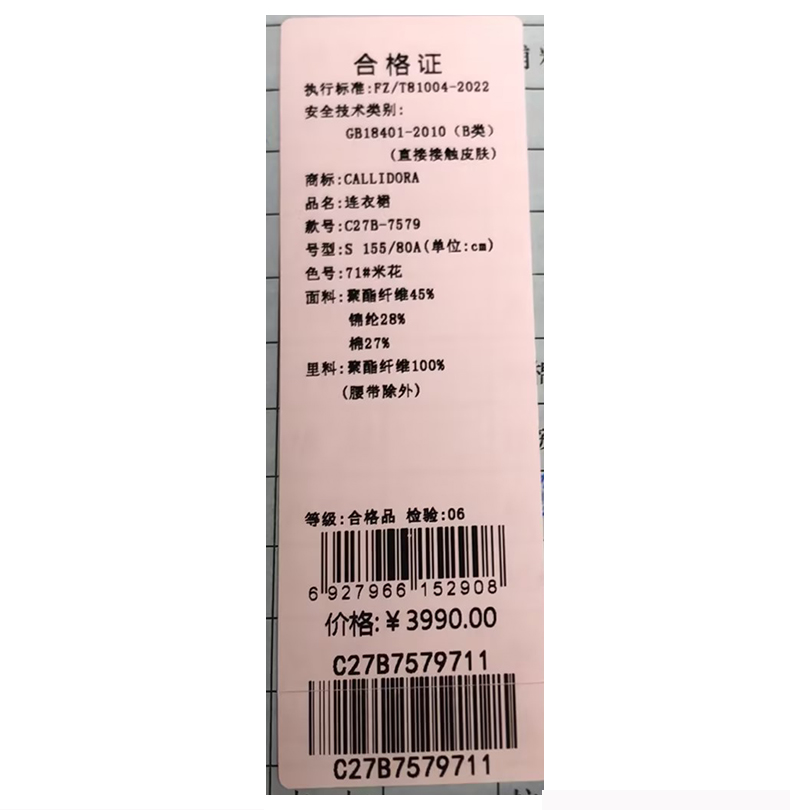 合格证
执行标准:FZ/T81004-2022
安全技术类别:
GB18401-2010（B类）
(直接接触皮肤)
商标:CALLIDORA
品名:连衣裙
款号:C27B-7579
号型:S 155/80A(单位:cm)
色号:71#米花
面料:聚酯纤维45%
锦纶28%
棉27%
里料:聚酯纤维100%
(腰带除外)
等级:合格品 检验:06
6 927966 152908
价格:¥ 3990.00
C27B7579711
C27B7579711